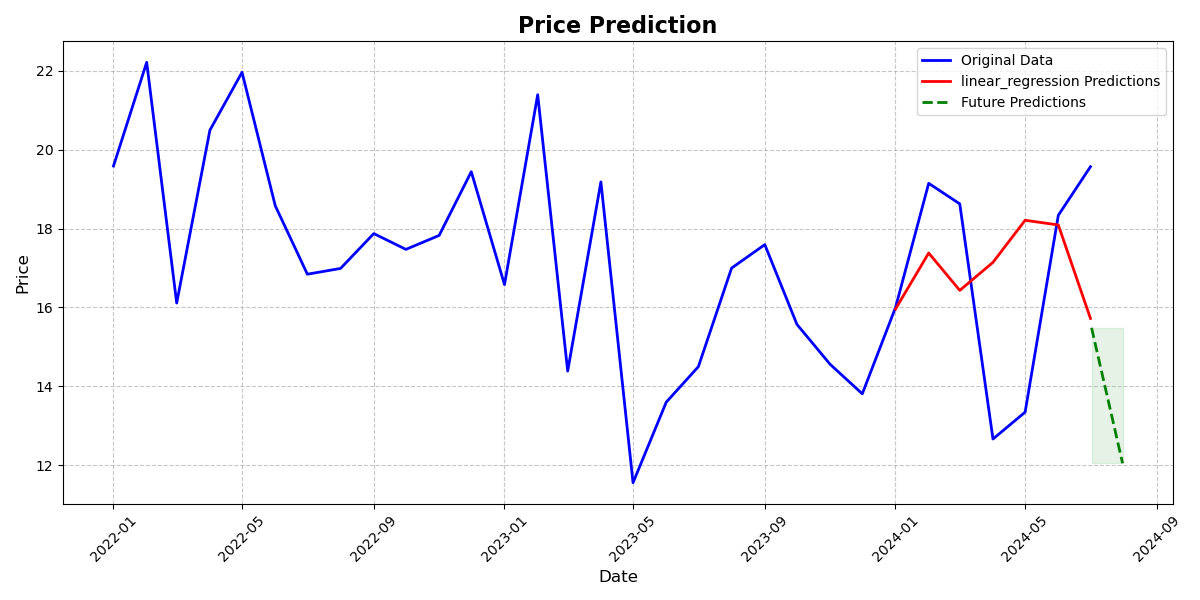 Price Prediction
Original Data
linear_regression Predictions
Future Predictions
Price
22
20
18
16
14
12
2022-01
2022-05
2022-09
2023-01
2023-05
2023-09
2024-01
2024-05
2024-09
Date